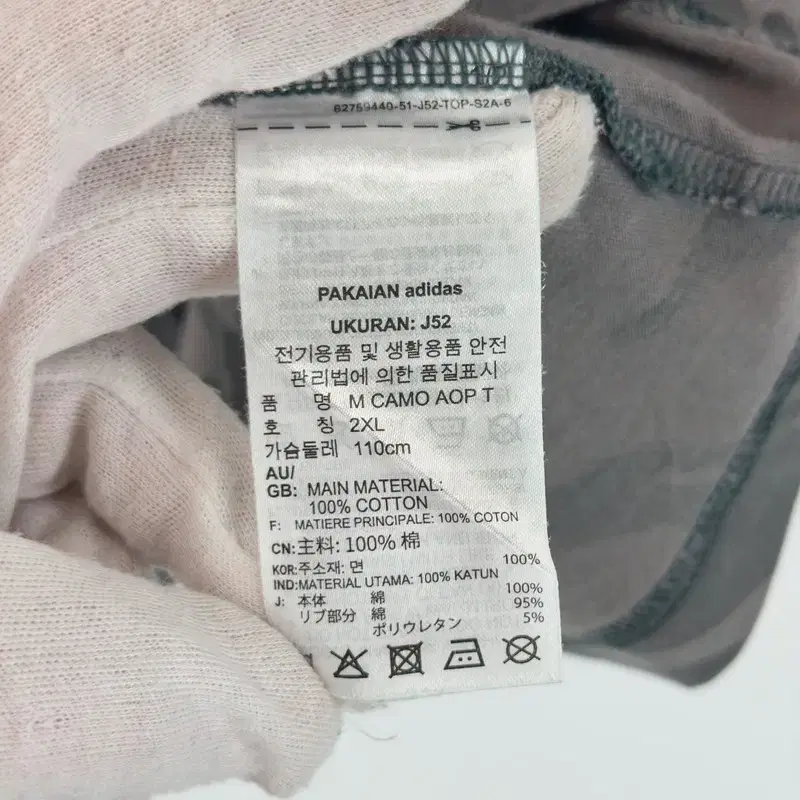 62759440-51-J52-TOP-S2A-6
PAKAIAN adidas
UKURAN: J52
전기용품 및 생활용품 안전
관리법에 의한 품질표시
품 명 M CAMO AOP T
호 칭 2XL
가슴둘레 110cm
AU/
GB: MAIN MATERIAL:
100% COTTON
F: MATIERE PRINCIPALE: 100% COTON
CN:主料: 100% 棉
KOR:주소재: 면 100%
IND:MATERIAL UTAMA: 100% KATUN
J: 本体 綿 100%
リブ部分 綿 95%
ポリウレタン 5%